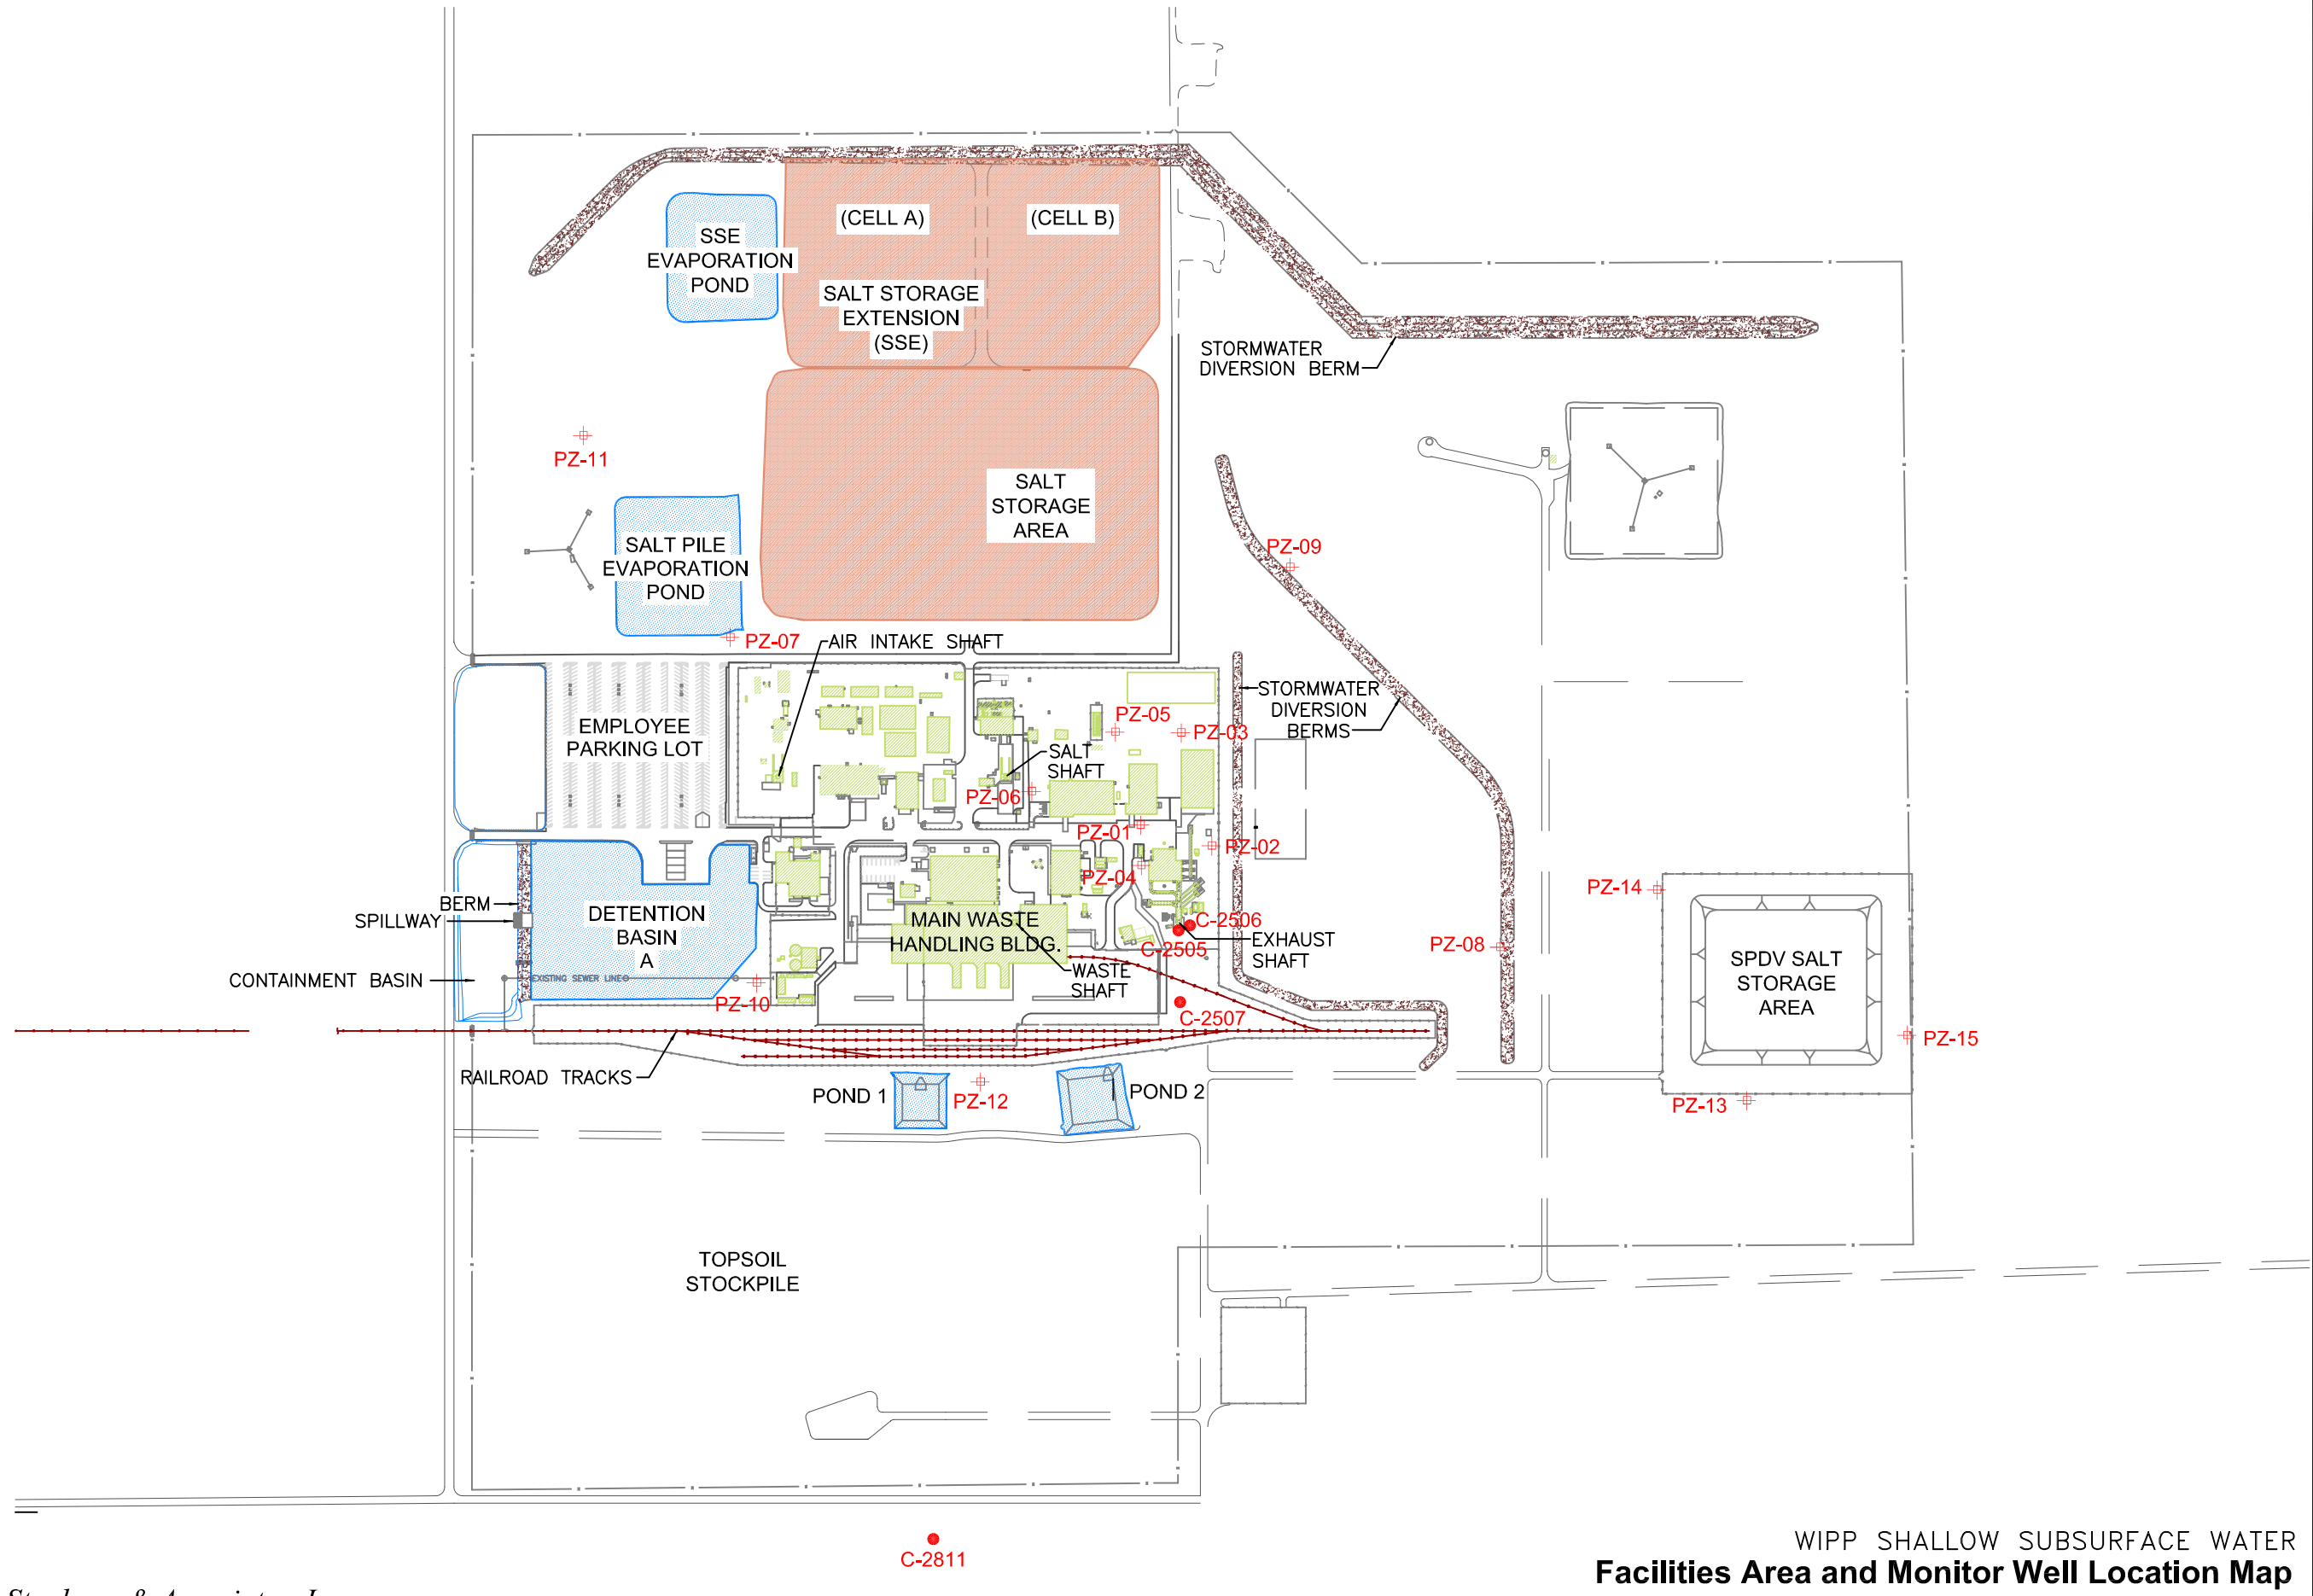 (CELL A)
(CELL B)
SSE
EVAPORATION
POND
SALT STORAGE
EXTENSION
(SSE)
STORMWATER
DIVERSION BERM
PZ-11
SALT
STORAGE
AREA
SALT PILE
EVAPORATION
POND
PZ-09
PZ-07
AIR INTAKE SHAFT
STORMWATER
DIVERSION
BERMS
EMPLOYEE
PARKING LOT
PZ-05
PZ-03
SALT
SHAFT
PZ-06
PZ-01
PZ-02
PZ-04
PZ-14
BERM
SPILLWAY
DETENTION
BASIN
A
MAIN WASTE
HANDLING BLDG.
C-2506
C-2505
EXHAUST
SHAFT
PZ-08
SPDV SALT
STORAGE
AREA
CONTAINMENT BASIN
EXISTING SEWER LINE
WASTE
SHAFT
PZ-10
C-2507
PZ-15
RAILROAD TRACKS
POND 1
PZ-12
POND 2
PZ-13
TOPSOIL
STOCKPILE
C-2811
WIPP SHALLOW SUBSURFACE WATER
Facilities Area and Monitor Well Location Map